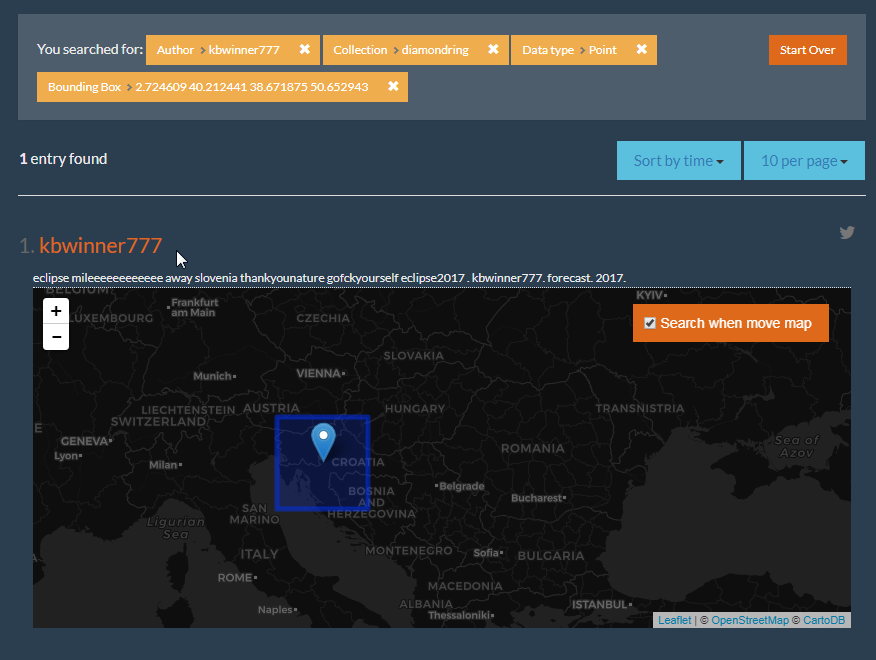 You searched for: Author > kbwinner777 ✖ Collection > diamondring ✖ Data type > Point ✖ Start Over
Bounding Box > 2.724609 40.212441 38.671875 50.652943 ✖
1 entry found Sort by time 10 per page
1. kbwinner777
eclipse mileeeeeeeeeeee away slovenia thankyounature gofckyourself eclipse2017 . kbwinner777. forecast. 2017.
BELGIUM KYIV
+ Frankfurt
am Main
LUXEMBOURG CZECHIA Search when move map
−
SLOVAKIA
Munich VIENNA
LIECHTENSTEIN AUSTRIA HUNGARY TRANSNISTRIA
SWITZERLAND
E
GENEVA Sea of
Azov
Lyon ROMANIA
Milan CROATIA
Belgrade
BOSNIA
AND
HERZEGOVINA
Bucharest
SAN
MARINO
Ligurian
Sea
ITALY MONTENEGRO Sofia BULGARIA
ROME
MACEDONIA
Naples ALBANIA ISTANBUL
Thessaloniki
Leaflet | © OpenStreetMap © CartoDB